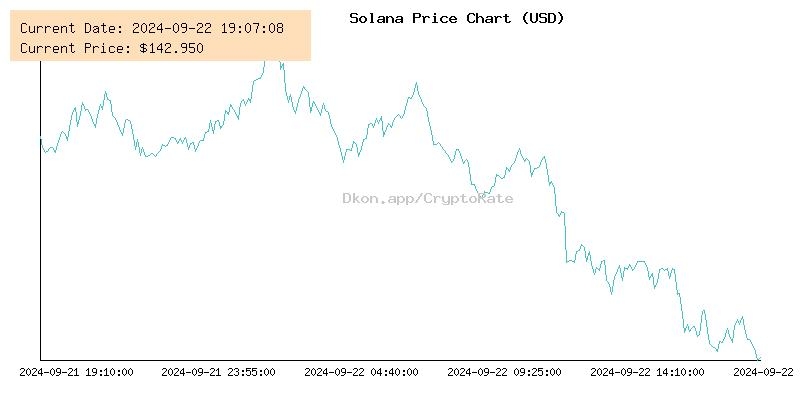 Solana Price Chart (USD)
Current Date: 2024-09-22 19:07:08
Current Price: $142.950
Dkon.app/CryptoRate
2024-09-21 19:10:00
2024-09-21 23:55:00
2024-09-22 04:40:00
2024-09-22 09:25:00
2024-09-22 14:10:00
2024-09-22